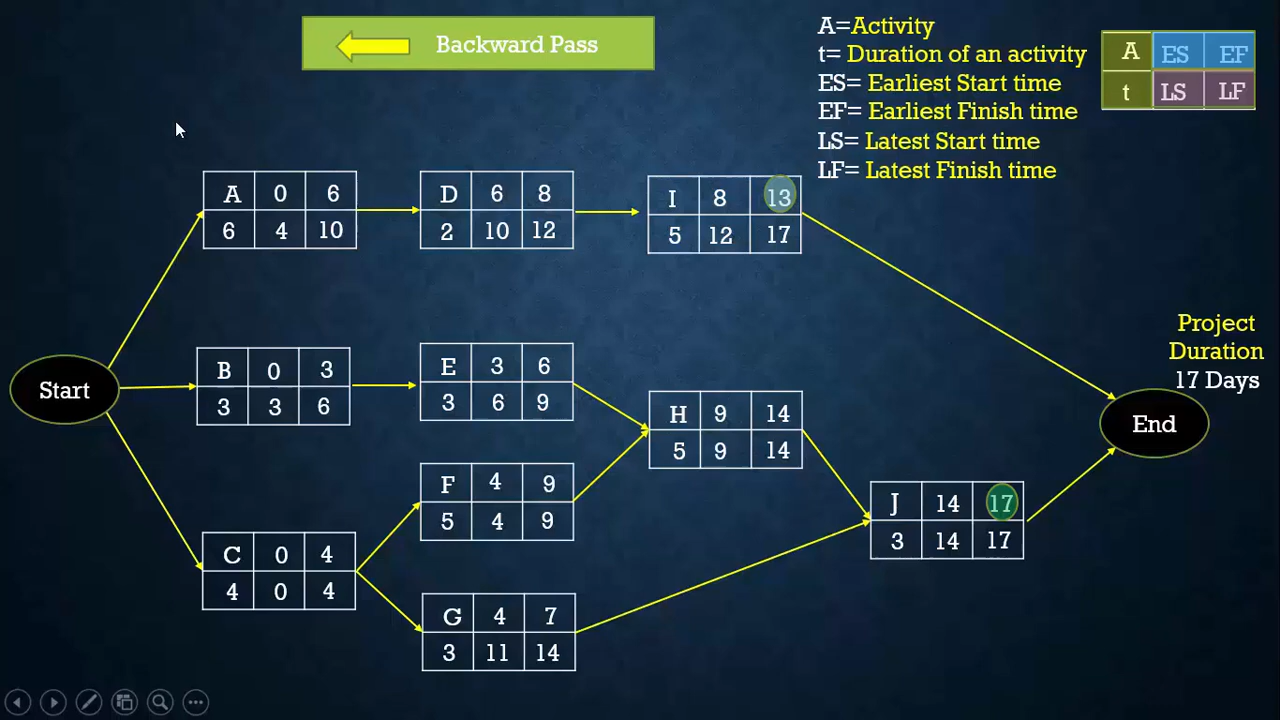 Backward Pass
A=Activity
t= Duration of an activity
ES= Earliest Start time
EF= Earliest Finish time
LS= Latest Start time
LF= Latest Finish time
A ES EF
t LS LF
A 0 6
6 4 10
D 6 8
2 10 12
I 8 13
5 12 17
B 0 3
3 3 6
E 3 6
3 6 9
H 9 14
5 9 14
Start
Project
Duration
17 Days
End
F 4 9
5 4 9
J 14 17
3 14 17
C 0 4
4 0 4
G 4 7
3 11 14